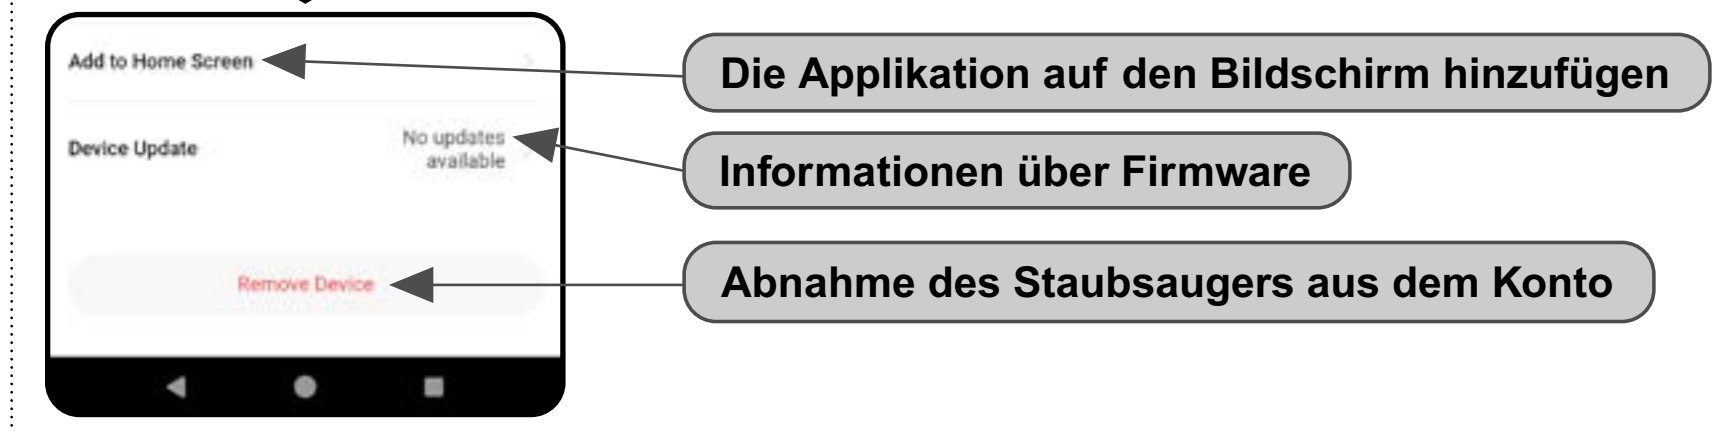 Add to Home Screen
Die Applikation auf den Bildschirm hinzufügen
Device Update
No updates
available
Informationen über Firmware
Remove Device
Abnahme des Staubsaugers aus dem Konto